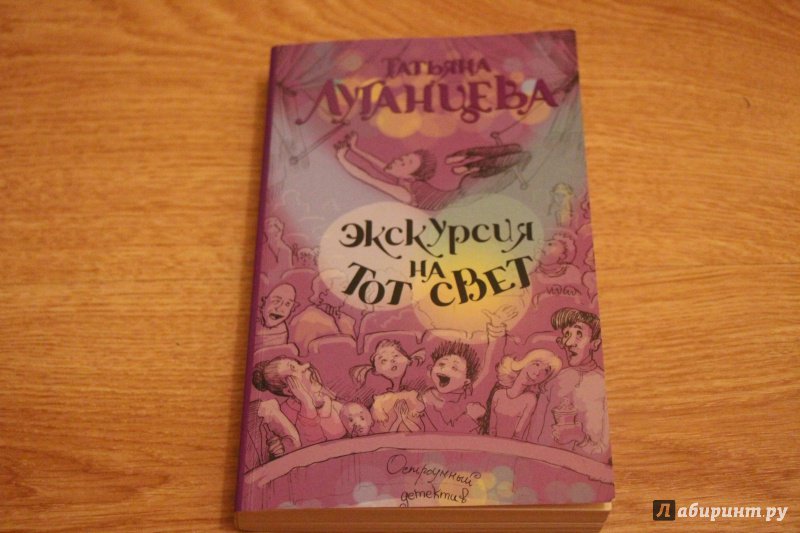 Татьяна
Луганцева
Экскурсия
на
тот свет
Остроумный
детектив
Лабиринт.ру